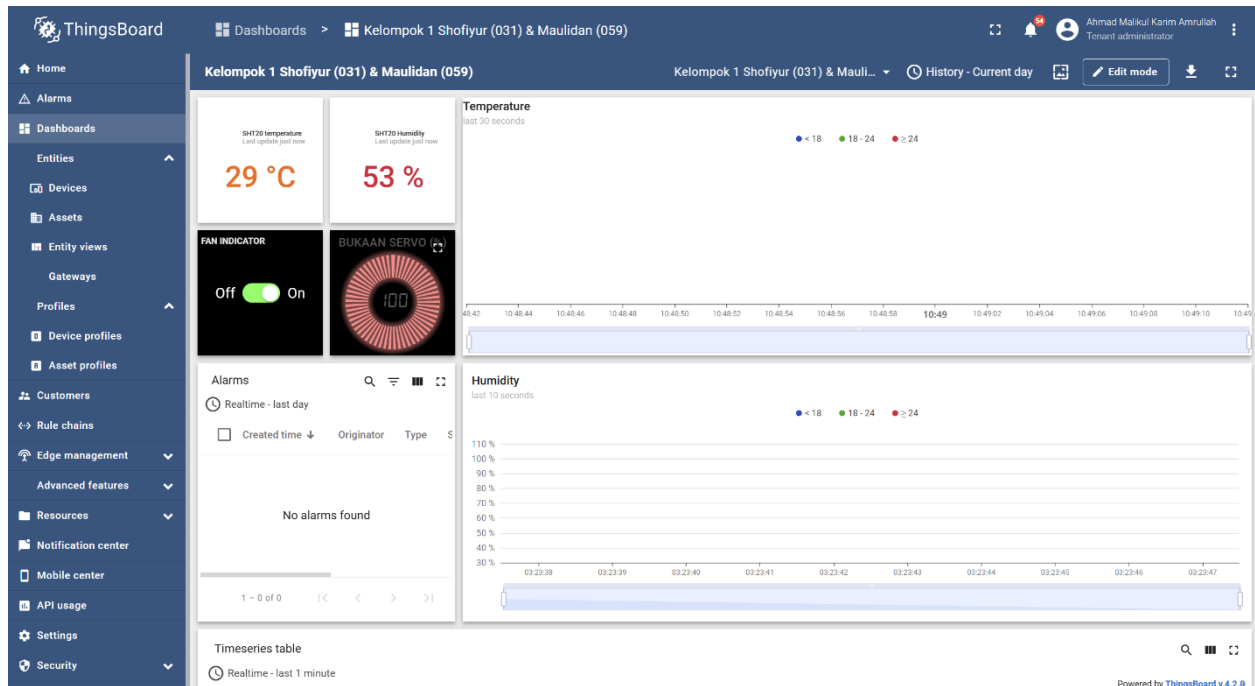 ThingsBoard
Dashboards > Kelompok 1 Shofiyur (031) & Maulidan (059)
54
Ahmad Malikul Karim Amrullah
Tenant administrator
Home
Alarms
Dashboards
Entities
Devices
Assets
Entity views
Gateways
Profiles
Device profiles
Asset profiles
Customers
Rule chains
Edge management
Advanced features
Resources
Notification center
Mobile center
API usage
Settings
Security
Kelompok 1 Shofiyur (031) & Maulidan (059)
Kelompok 1 Shofiyur (031) & Mauli...
History - Current day
Edit mode
SHT20 temperature
Last update just now
29 °C
SHT20 Humidity
Last update just now
53 %
FAN INDICATOR
Off On
BUKAAN SERVO (%)
100
Temperature
last 30 seconds
< 18 18 - 24 ≥ 24
48:42 10:48:44 10:48:46 10:48:48 10:48:50 10:48:52 10:48:54 10:48:56 10:48:58 10:49 10:49:02 10:49:04 10:49:06 10:49:08 10:49:10 10:49
Alarms
Realtime - last day
Created time Originator Type S
No alarms found
1 – 0 of 0
Humidity
last 10 seconds
< 18 18 - 24 ≥ 24
110 %
100 %
90 %
80 %
70 %
60 %
50 %
40 %
30 %
03:23:38 03:23:39 03:23:40 03:23:41 03:23:42 03:23:43 03:23:44 03:23:45 03:23:46 03:23:47
Timeseries table
Realtime - last 1 minute
Powered by ThingsBoard v.4.2.0